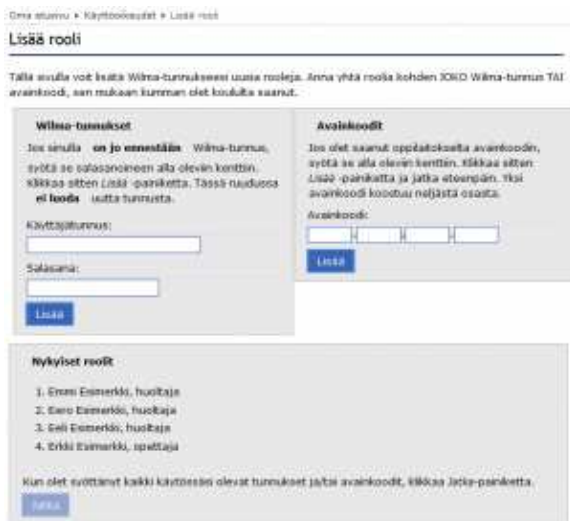 Oma etusivu ▸ Käyttöoikeudet ▸ Lisää rooli
Lisää rooli
Tällä sivulla voit lisätä Wilma-tunnukseesi uusia rooleja. Anna yhtä roolia kohden JOKO Wilma-tunnus TAI
avainkoodi, sen mukaan kumman olet koululta saanut.
Wilma-tunnukset
Jos sinulla on jo ennestään Wilma-tunnus,
syötä se salasanoineen alla oleviin kenttiin.
Klikkaa sitten Lisää -painiketta. Tässä ruudussa
ei luoda uutta tunnusta.
Käyttäjätunnus:
Salasana:
Lisää
Avainkoodit
Jos olet saanut oppilaitokselta avainkoodin,
syötä se alla oleviin kenttiin. Klikkaa sitten
Lisää -painiketta ja jatka eteenpäin. Yksi
avainkoodi koostuu neljästä osasta.
Avainkoodi:
- - -
Lisää
Nykyiset roolit
1. Emmi Esimerkki, huoltaja
2. Eero Esimerkki, huoltaja
3. Eeli Esimerkki, huoltaja
4. Erkki Esimerkki, opettaja
Kun olet syöttänyt kaikki käytössäsi olevat tunnukset ja/tai avainkoodit, klikkaa Jatka-painiketta.
Jatka